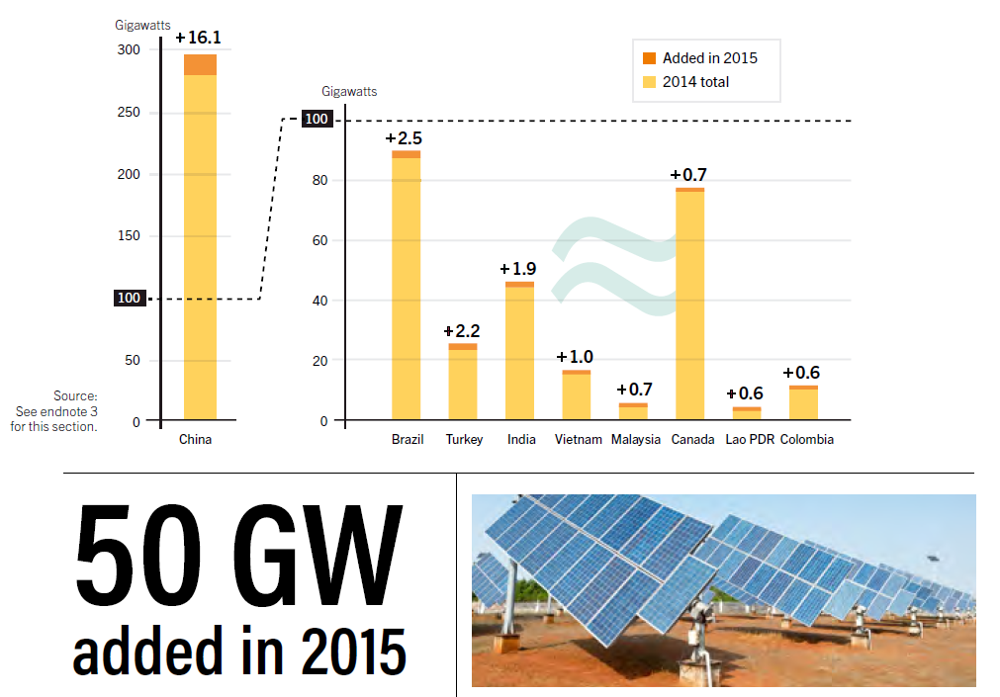 Gigawatts
+16.1
300
250
200
150
100
50
0
China
Source:
See endnote 3
for this section.
Added in 2015
2014 total
Gigawatts
100
80
60
40
20
0
+2.5
+2.2
+1.9
+1.0
+0.7
+0.7
+0.6
+0.6
Brazil Turkey India Vietnam Malaysia Canada Lao PDR Colombia
50 GW
added in 2015